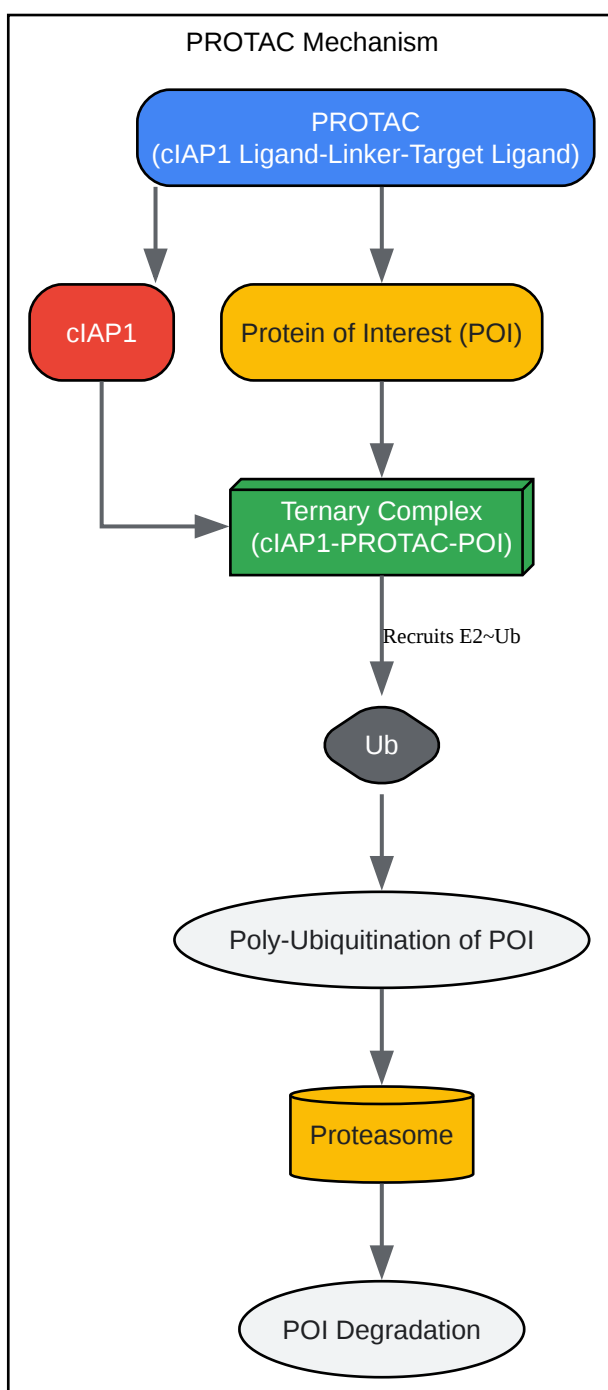 PROTAC Mechanism
PROTAC
(cIAP1 Ligand-Linker-Target Ligand)
cIAP1
Protein of Interest (POI)
Ternary Complex
(cIAP1-PROTAC-POI)
Recruits E2~Ub
Ub
Poly-Ubiquitination of POI
Proteasome
POI Degradation